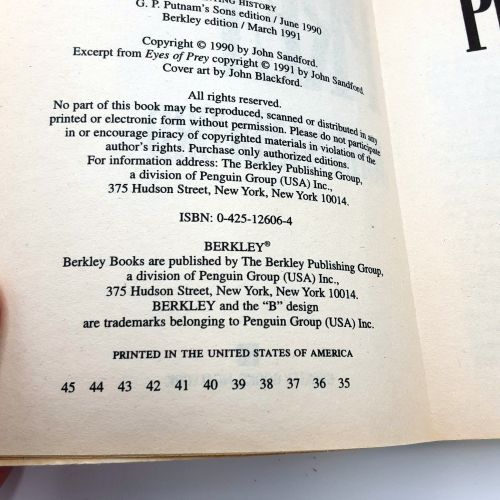 HISTORY
G. P. Putnam's Sons edition / June 1990
Berkley edition / March 1991
Copyright © 1990 by John Sandford.
Excerpt from Eyes of Prey copyright © 1991 by John Sandford.
Cover art by John Blackford.
All rights reserved.
No part of this book may be reproduced, scanned or distributed in any
printed or electronic form without permission. Please do not participate
in or encourage piracy of copyrighted materials in violation of the
author's rights. Purchase only authorized editions.
For information address: The Berkley Publishing Group,
a division of Penguin Group (USA) Inc.,
375 Hudson Street, New York, New York 10014.
ISBN: 0-425-12606-4
BERKLEY®
Berkley Books are published by The Berkley Publishing Group,
a division of Penguin Group (USA) Inc.,
375 Hudson Street, New York, New York 10014.
BERKLEY and the "B" design
are trademarks belonging to Penguin Group (USA) Inc.
PRINTED IN THE UNITED STATES OF AMERICA
45 44 43 42 41 40 39 38 37 36 35